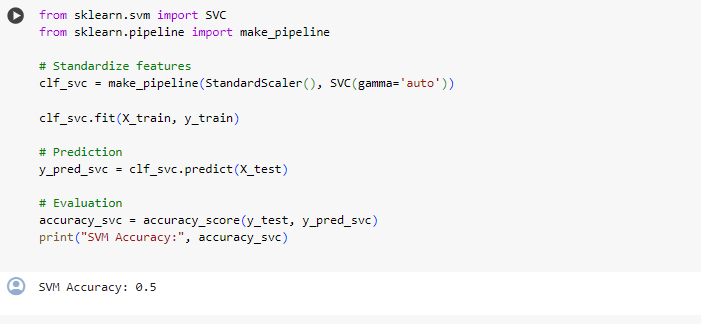 from sklearn.svm import SVC
from sklearn.pipeline import make_pipeline
# Standardize features
clf_svc = make_pipeline(StandardScaler(), SVC(gamma='auto'))
clf_svc.fit(X_train, y_train)
# Prediction
y_pred_svc = clf_svc.predict(X_test)
# Evaluation
accuracy_svc = accuracy_score(y_test, y_pred_svc)
print("SVM Accuracy:", accuracy_svc)
SVM Accuracy: 0.5